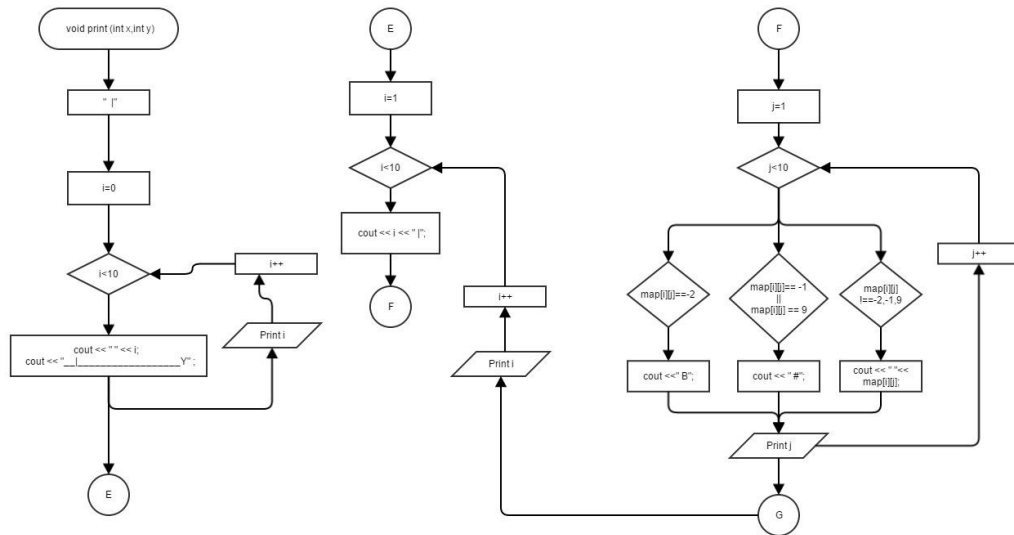 void print (int x,int y)
" |"
i=0
i<10
i++
Print i
cout << " " << i;
cout << "__|__________________Y" ;
E
E
i=1
i<10
cout << i << " |";
F
i++
Print i
F
j=1
j<10
j++
map[i][j]==-2
map[i][j]== -1
||
map[i][j] == 9
map[i][j]
!==-2,-1,9
cout <<" B";
cout << " #";
cout << " "<<
map[i][j];
Print j
G